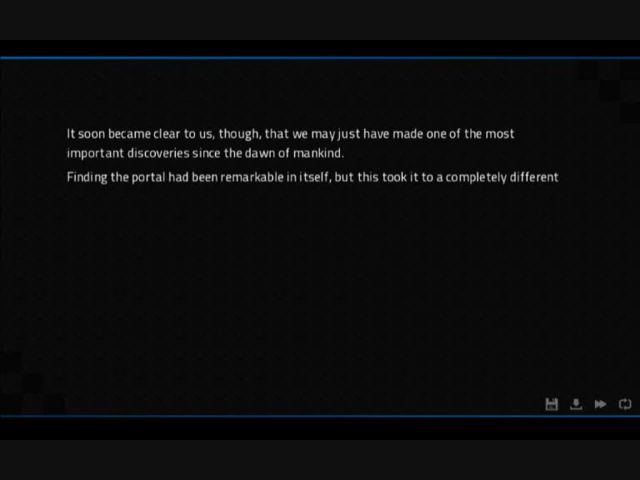 It soon became clear to us, though, that we may just have made one of the most
important discoveries since the dawn of mankind.
Finding the portal had been remarkable in itself, but this took it to a completely different